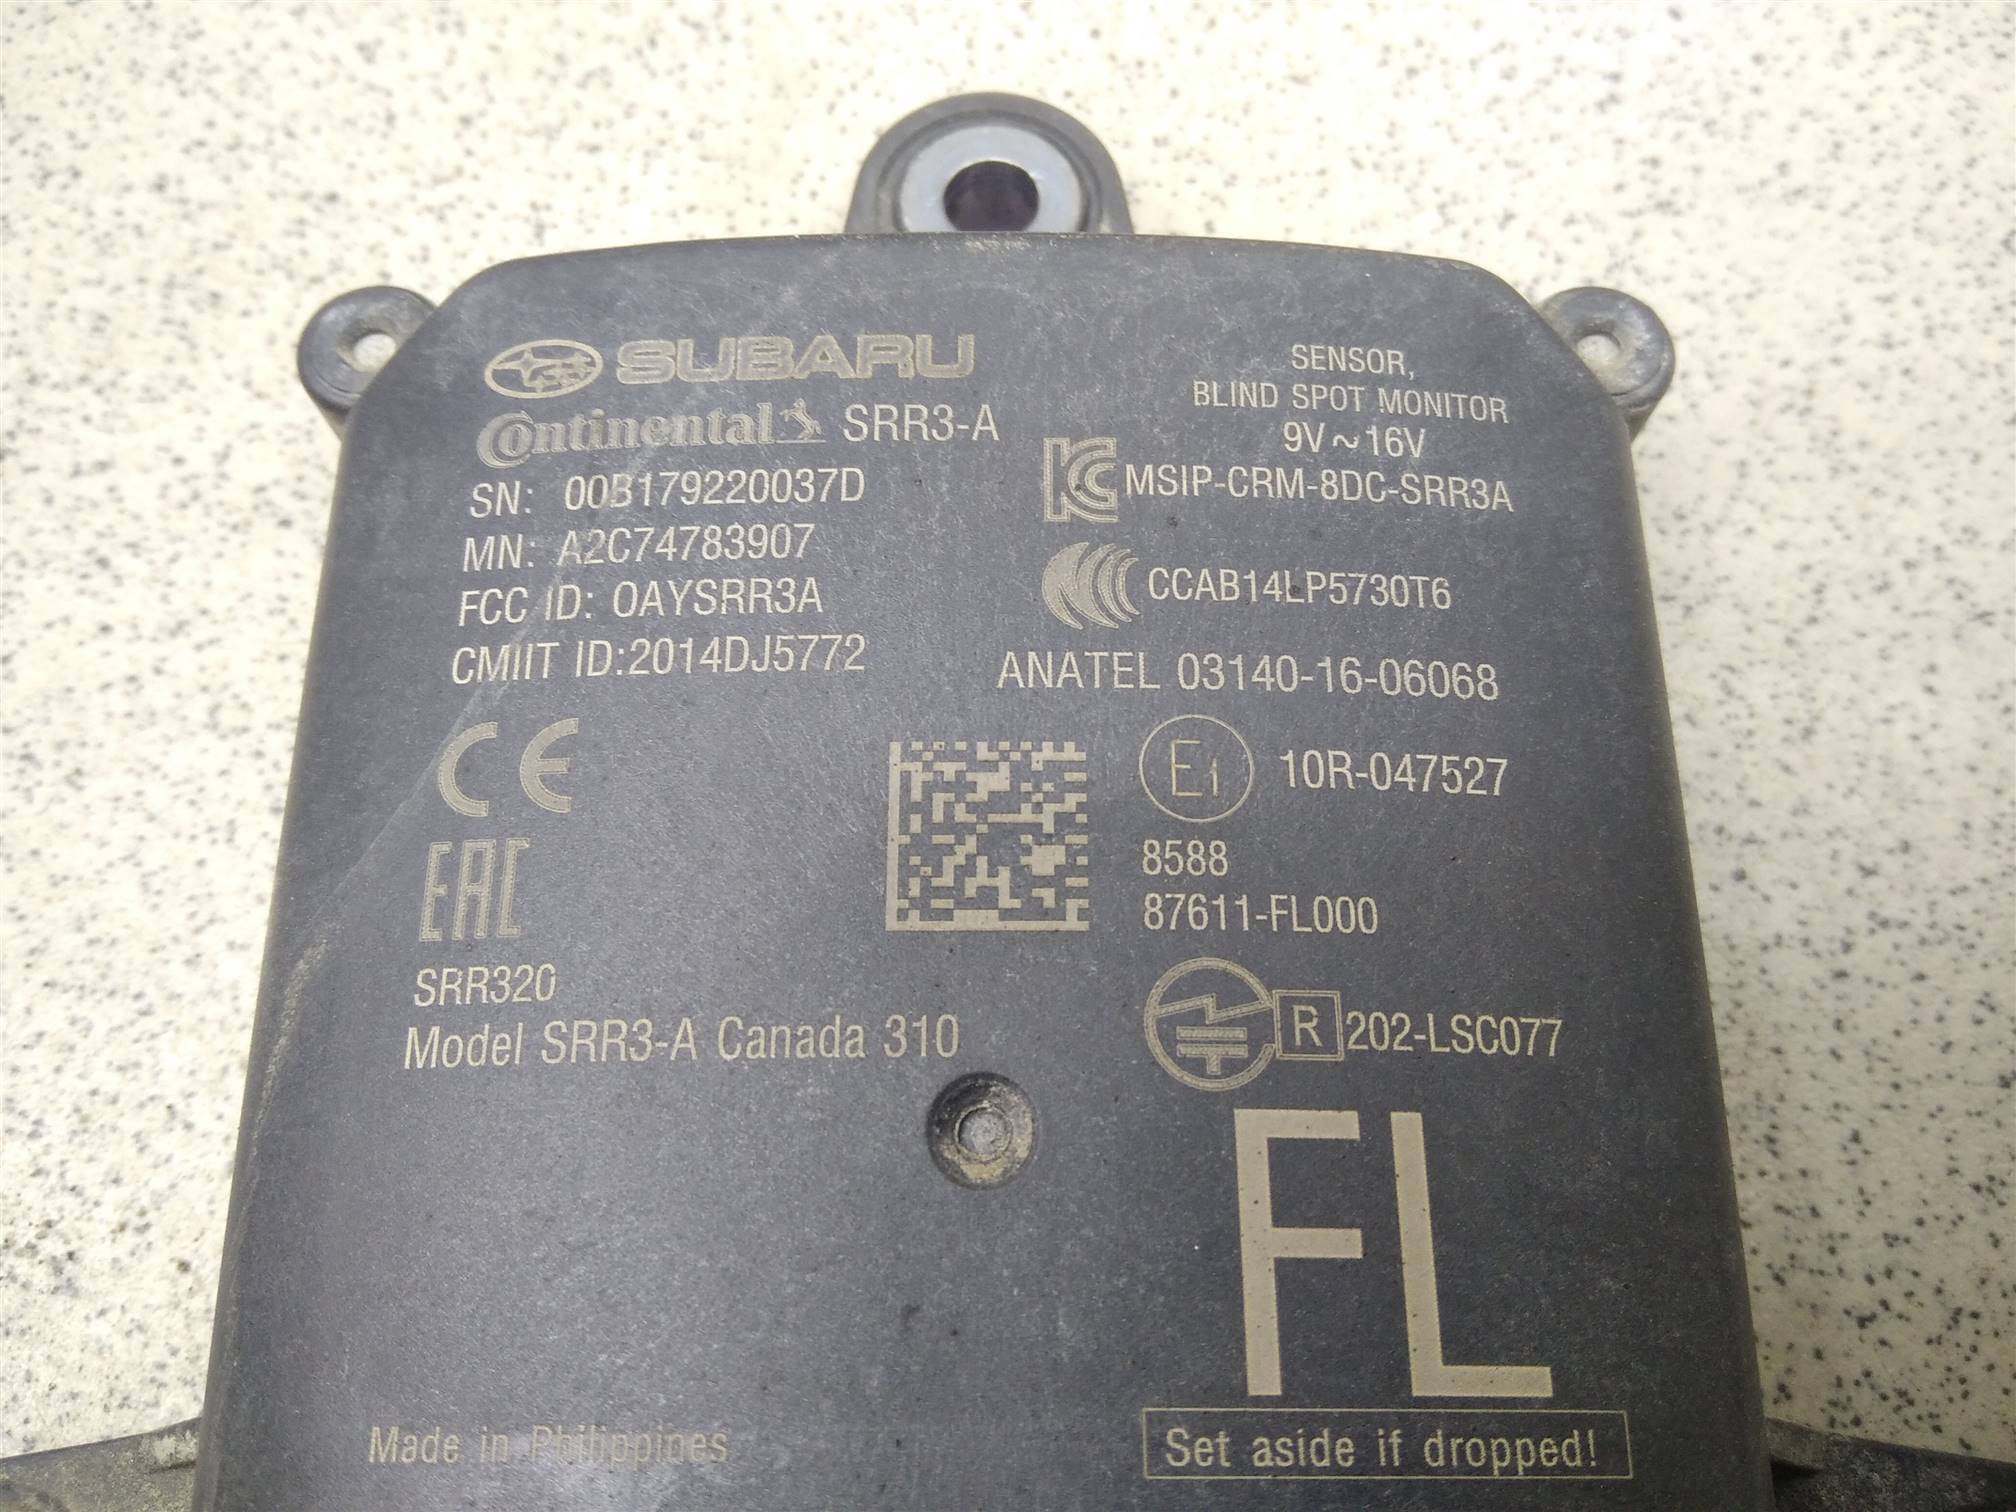 SUBARU
Continental SRR3-A
SN: 00B179220037D
MN: A2C74783907
FCC ID: OAYSRR3A
CMIIT ID:2014DJ5772
CE
EAC
SRR320
Model SRR3-A Canada 310
Made in Philippines
SENSOR,
BLIND SPOT MONITOR
9V~16V
KC MSIP-CRM-8DC-SRR3A
CCC CCAB14LP5730T6
ANATEL 03140-16-06068
E1 10R-047527
8588
87611-FL000
R 202-LSC077
FL
Set aside if dropped!